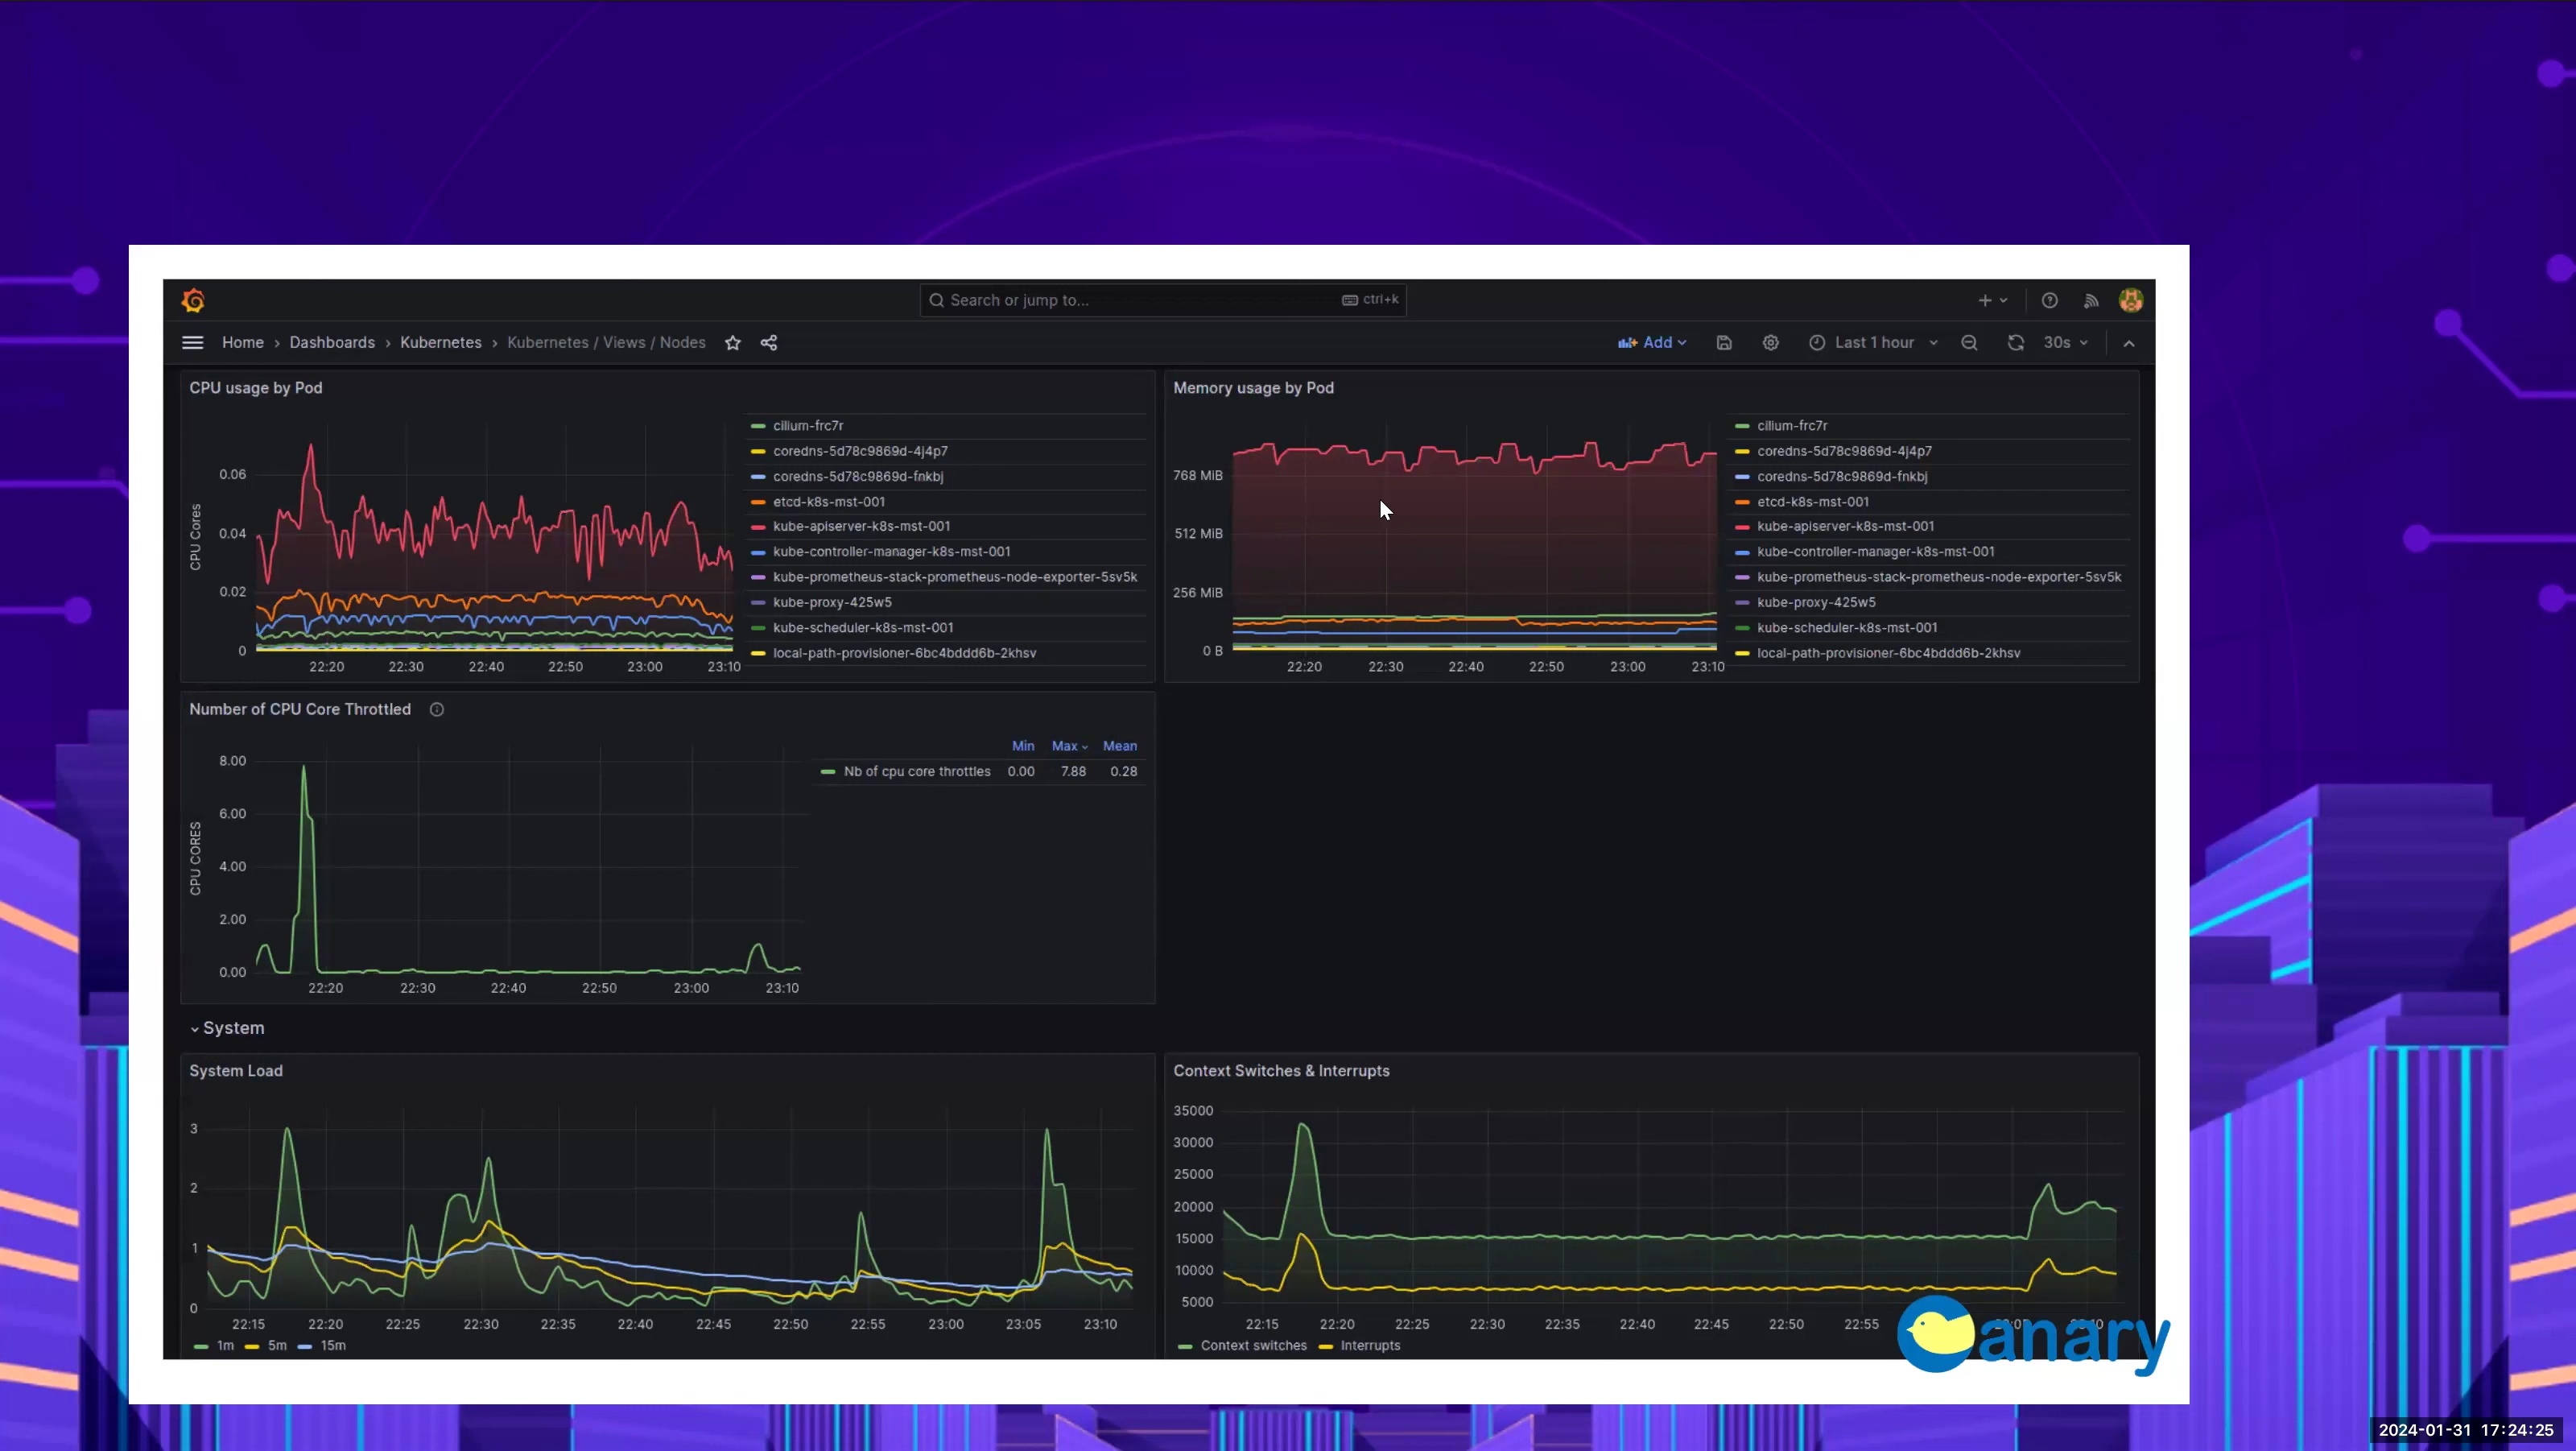 Search or jump to...
ctrl+k
Home › Dashboards › Kubernetes › Kubernetes / Views / Nodes
Add
Last 1 hour
30s
CPU usage by Pod
CPU Cores
0.06
0.04
0.02
0
22:20 22:30 22:40 22:50 23:00 23:10
cilium-frc7r
coredns-5d78c9869d-4j4p7
coredns-5d78c9869d-fnkbj
etcd-k8s-mst-001
kube-apiserver-k8s-mst-001
kube-controller-manager-k8s-mst-001
kube-prometheus-stack-prometheus-node-exporter-5sv5k
kube-proxy-425w5
kube-scheduler-k8s-mst-001
local-path-provisioner-6bc4bddd6b-2khsv
Memory usage by Pod
768 MiB
512 MiB
256 MiB
0 B
22:20 22:30 22:40 22:50 23:00 23:10
cilium-frc7r
coredns-5d78c9869d-4j4p7
coredns-5d78c9869d-fnkbj
etcd-k8s-mst-001
kube-apiserver-k8s-mst-001
kube-controller-manager-k8s-mst-001
kube-prometheus-stack-prometheus-node-exporter-5sv5k
kube-proxy-425w5
kube-scheduler-k8s-mst-001
local-path-provisioner-6bc4bddd6b-2khsv
Number of CPU Core Throttled
CPU CORES
8.00
6.00
4.00
2.00
0.00
22:20 22:30 22:40 22:50 23:00 23:10
Min Max Mean
Nb of cpu core throttles 0.00 7.88 0.28
System
System Load
3
2
1
0
22:15 22:20 22:25 22:30 22:35 22:40 22:45 22:50 22:55 23:00 23:05 23:10
1m 5m 15m
Context Switches & Interrupts
35000
30000
25000
20000
15000
10000
5000
22:15 22:20 22:25 22:30 22:35 22:40 22:45 22:50 22:55
Context switches Interrupts
Canary
2024-01-31 17:24:25